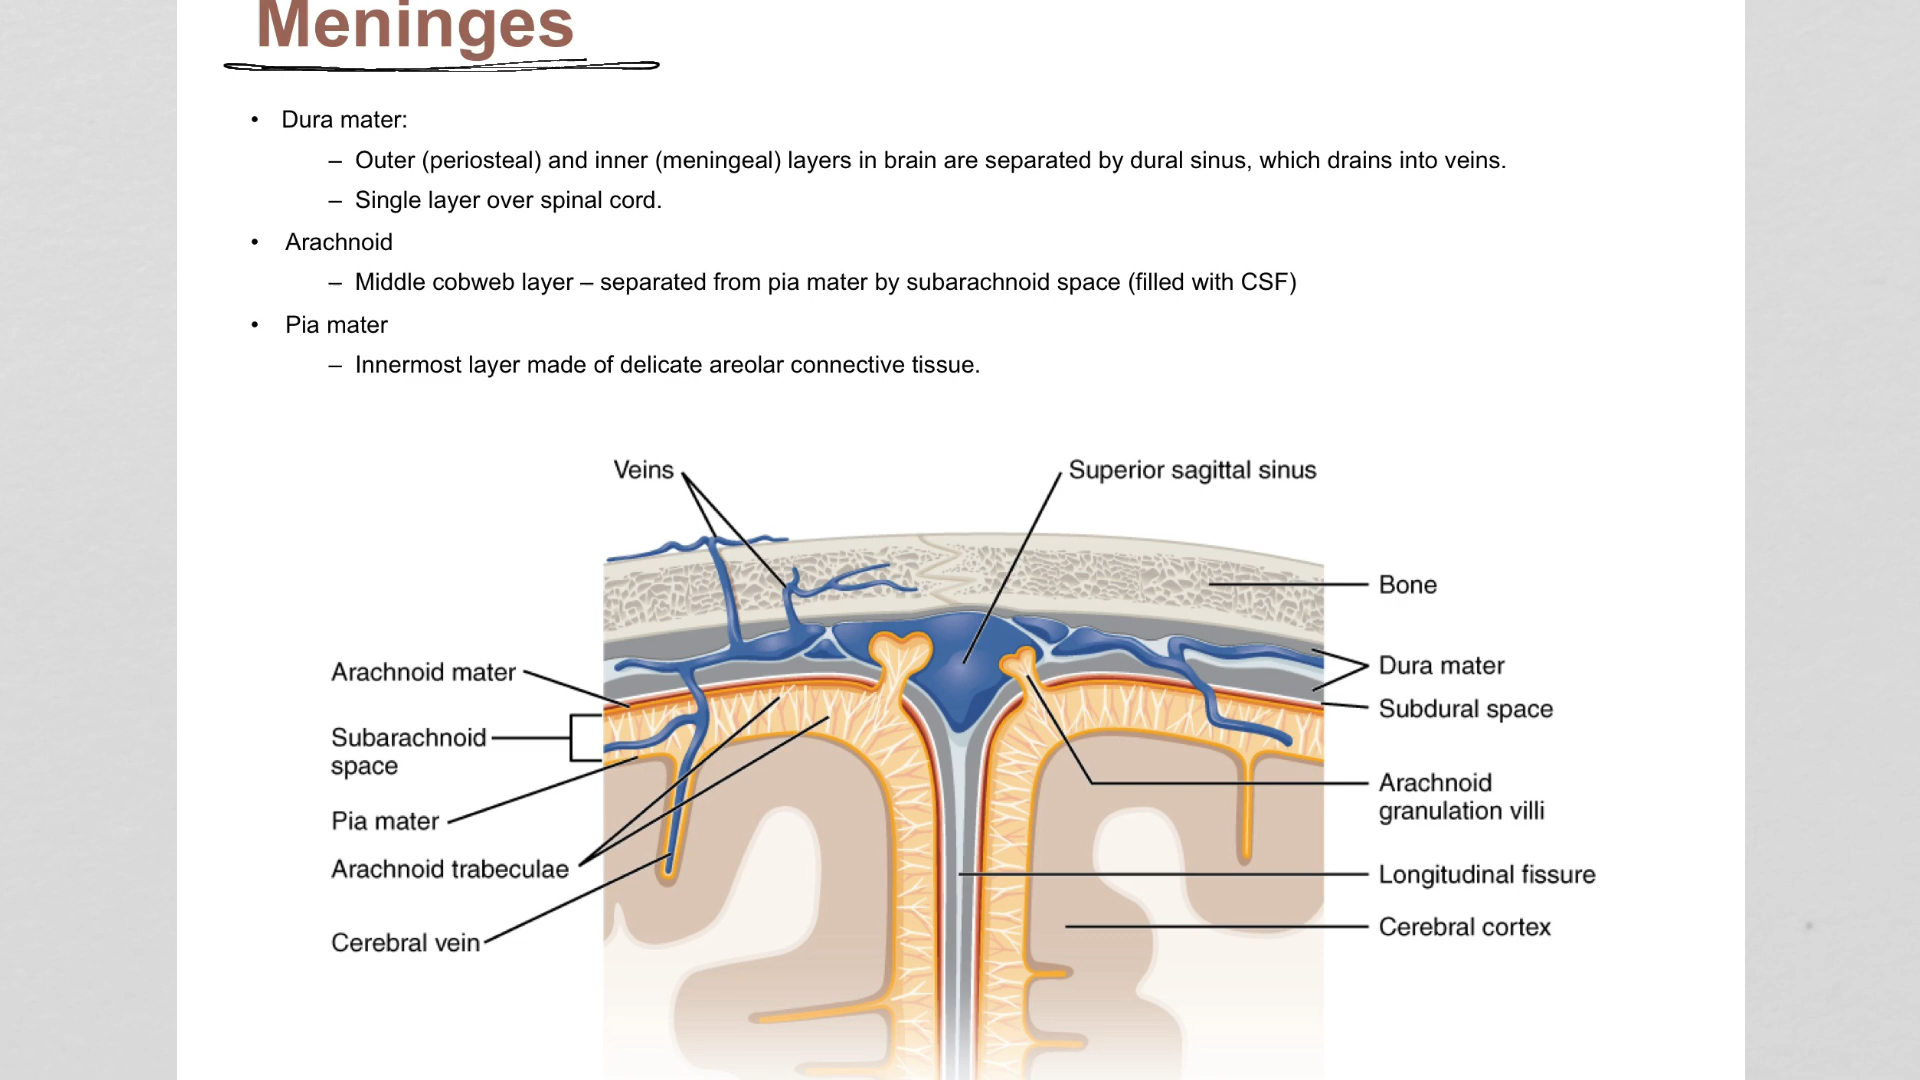 Meninges
• Dura mater:
– Outer (periosteal) and inner (meningeal) layers in brain are separated by dural sinus, which drains into veins.
– Single layer over spinal cord.
• Arachnoid
– Middle cobweb layer – separated from pia mater by subarachnoid space (filled with CSF)
• Pia mater
– Innermost layer made of delicate areolar connective tissue.
Veins
Superior sagittal sinus
Bone
Arachnoid mater
Dura mater
Subdural space
Subarachnoid
space
Arachnoid
granulation villi
Pia mater
Arachnoid trabeculae
Longitudinal fissure
Cerebral vein
Cerebral cortex